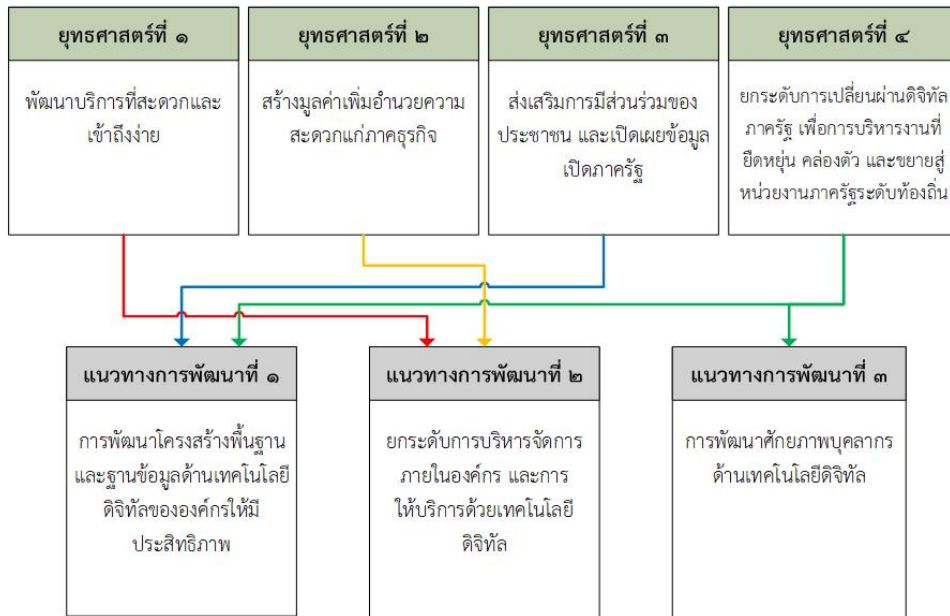 ยุทธศาสตร์ที่ ๑
พัฒนาบริการที่สะดวกและ
เข้าถึงง่าย
ยุทธศาสตร์ที่ ๒
สร้างมูลค่าเพิ่มอำนวยความ
สะดวกแก่ภาคธุรกิจ
ยุทธศาสตร์ที่ ๓
ส่งเสริมการมีส่วนร่วมของ
ประชาชน และเปิดเผยข้อมูล
เปิดภาครัฐ
ยุทธศาสตร์ที่ ๔
ยกระดับการเปลี่ยนผ่านดิจิทัล
ภาครัฐ เพื่อการบริหารงานที่
ยืดหยุ่น คล่องตัว และขยายสู่
หน่วยงานภาครัฐระดับท้องถิ่น
แนวทางการพัฒนาที่ ๑
การพัฒนาโครงสร้างพื้นฐาน
และฐานข้อมูลด้านเทคโนโลยี
ดิจิทัลขององค์กรให้มี
ประสิทธิภาพ
แนวทางการพัฒนาที่ ๒
ยกระดับการบริหารจัดการ
ภายในองค์กร และการ
ให้บริการด้วยเทคโนโลยี
ดิจิทัล
แนวทางการพัฒนาที่ ๓
การพัฒนาศักยภาพบุคลากร
ด้านเทคโนโลยีดิจิทัล